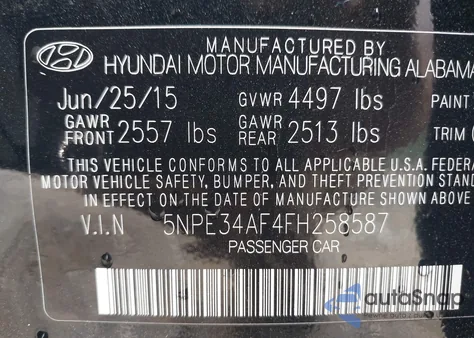 MANUFACTURED BY
HYUNDAI MOTOR MANUFACTURING ALABAMA
Jun/25/15 GVWR 4497 lbs PAINT
GAWR FRONT 2557 lbs GAWR REAR 2513 lbs TRIM
THIS VEHICLE CONFORMS TO ALL APPLICABLE U.S.A. FEDERAL
MOTOR VEHICLE SAFETY, BUMPER, AND THEFT PREVENTION STAND
IN EFFECT ON THE DATE OF MANUFACTURE SHOWN ABOVE
V.I.N 5NPE34AF4FH258587
PASSENGER CAR
autoSnap